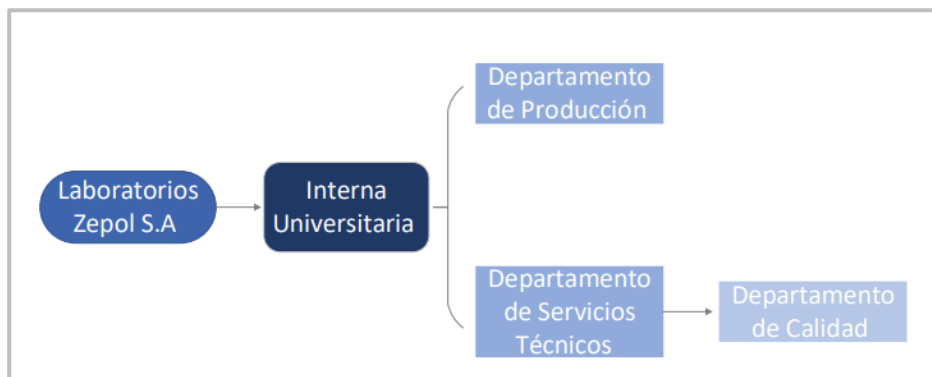 Laboratorios
Zepol S.A
Interna
Universitaria
Departamento
de Producción
Departamento
de Servicios
Técnicos
Departamento
de Calidad